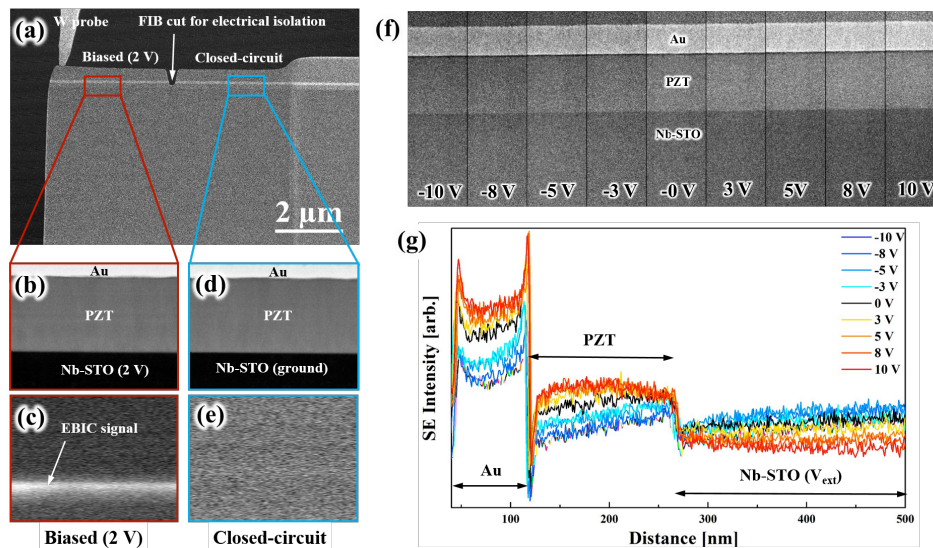 (a)
W probe
FIB cut for electrical isolation
Biased (2 V)
Closed-circuit
2 μm
(b)
Au
PZT
Nb-STO (2 V)
(d)
Au
PZT
Nb-STO (ground)
(c)
EBIC signal
(e)
Biased (2 V)
Closed-circuit
(f)
Au
PZT
Nb-STO
-10 V -8 V -5 V -3 V -0 V 3 V 5V 8 V 10 V
(g)
SE Intensity [arb.]
-10 V
-8 V
-5 V
-3 V
0 V
3 V
5 V
8 V
10 V
PZT
Au
Nb-STO (Vext)
100 200 300 400 500
Distance [nm]